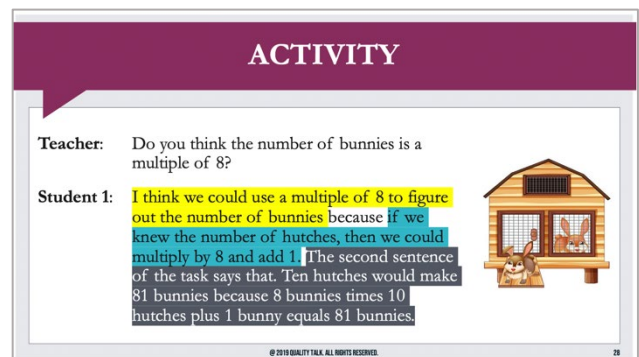 ACTIVITY
Teacher: Do you think the number of bunnies is a
multiple of 8?
Student 1: I think we could use a multiple of 8 to figure
out the number of bunnies because if we
knew the number of hutches, then we could
multiply by 8 and add 1. The second sentence
of the task says that. Ten hutches would make
81 bunnies because 8 bunnies times 10
hutches plus 1 bunny equals 81 bunnies.
@ 2019 QUALITY TALK. ALL RIGHTS RESERVED.
26